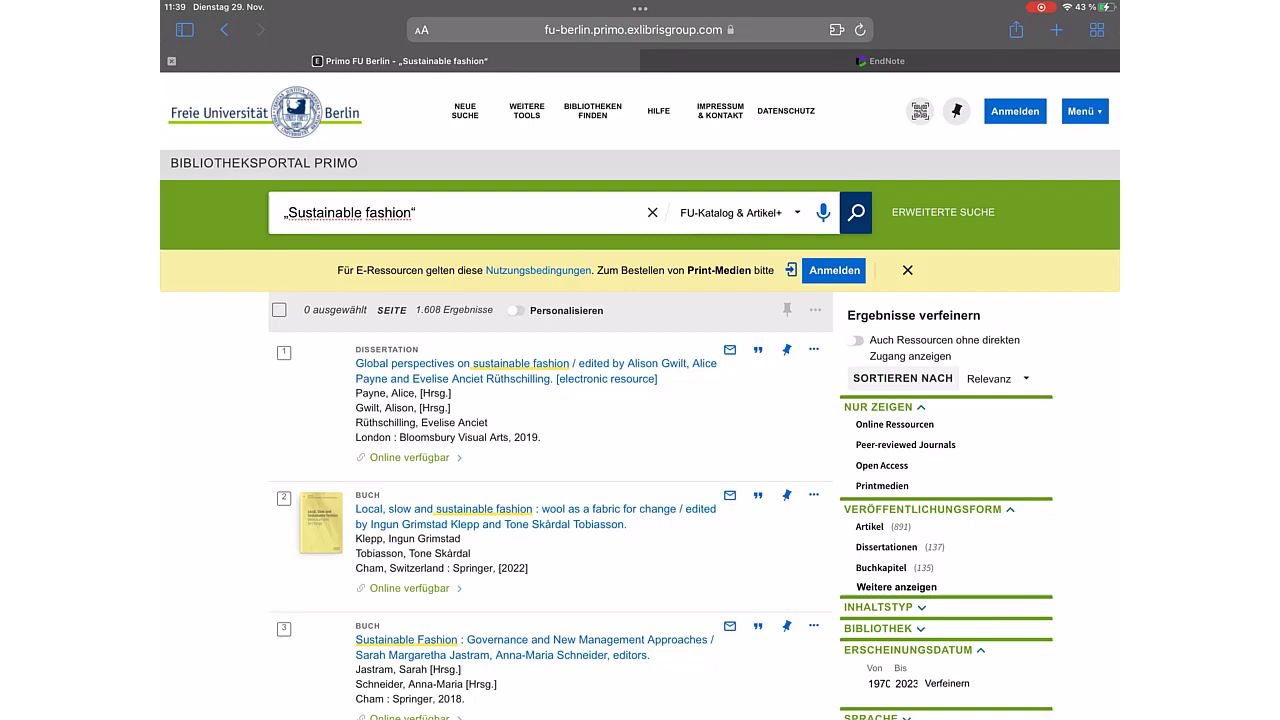 11:39 Dienstag 29. Nov.
43 %
AA
fu-berlin.primo.exlibrisgroup.com
Primo FU Berlin - „Sustainable fashion“
EndNote
Freie Universität Berlin
NEUE SUCHE
WEITERE TOOLS
BIBLIOTHEKEN FINDEN
HILFE
IMPRESSUM & KONTAKT
DATENSCHUTZ
Anmelden
Menü
BIBLIOTHEKSPORTAL PRIMO
„Sustainable fashion“
FU-Katalog & Artikel+
ERWEITERTE SUCHE
Für E-Ressourcen gelten diese Nutzungsbedingungen. Zum Bestellen von Print-Medien bitte Anmelden
0 ausgewählt SEITE 1.608 Ergebnisse Personalisieren
1
DISSERTATION
Global perspectives on sustainable fashion / edited by Alison Gwilt, Alice
Payne and Evelise Anciet Rüthschilling. [electronic resource]
Payne, Alice, [Hrsg.]
Gwilt, Alison, [Hrsg.]
Rüthschilling, Evelise Anciet
London : Bloomsbury Visual Arts, 2019.
Online verfügbar
2
BUCH
Local, slow and sustainable fashion : wool as a fabric for change / edited
by Ingun Grimstad Klepp and Tone Skårdal Tobiasson.
Klepp, Ingun Grimstad
Tobiasson, Tone Skårdal
Cham, Switzerland : Springer, [2022]
Online verfügbar
3
BUCH
Sustainable Fashion : Governance and New Management Approaches /
Sarah Margaretha Jastram, Anna-Maria Schneider, editors.
Jastram, Sarah [Hrsg.]
Schneider, Anna-Maria [Hrsg.]
Cham : Springer, 2018.
Online verfügbar
Ergebnisse verfeinern
Auch Ressourcen ohne direkten
Zugang anzeigen
SORTIEREN NACH Relevanz
NUR ZEIGEN
Online Ressourcen
Peer-reviewed Journals
Open Access
Printmedien
VERÖFFENTLICHUNGSFORM
Artikel (891)
Dissertationen (137)
Buchkapitel (135)
Weitere anzeigen
INHALTSTYP
BIBLIOTHEK
ERSCHEINUNGSDATUM
Von Bis
1970 2023 Verfeinern
SPRACHE